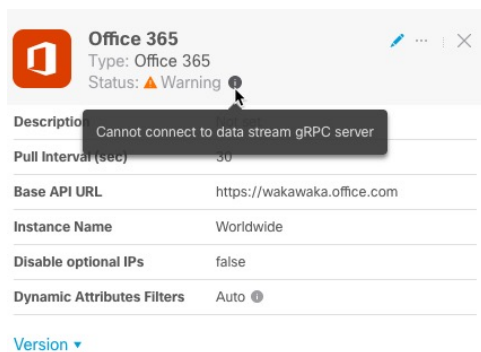 Office 365
Type: Office 365
Status: Warning
Cannot connect to data stream gRPC server
Description
Pull Interval (sec) 30
Base API URL https://wakawaka.office.com
Instance Name Worldwide
Disable optional IPs false
Dynamic Attributes Filters Auto
Version